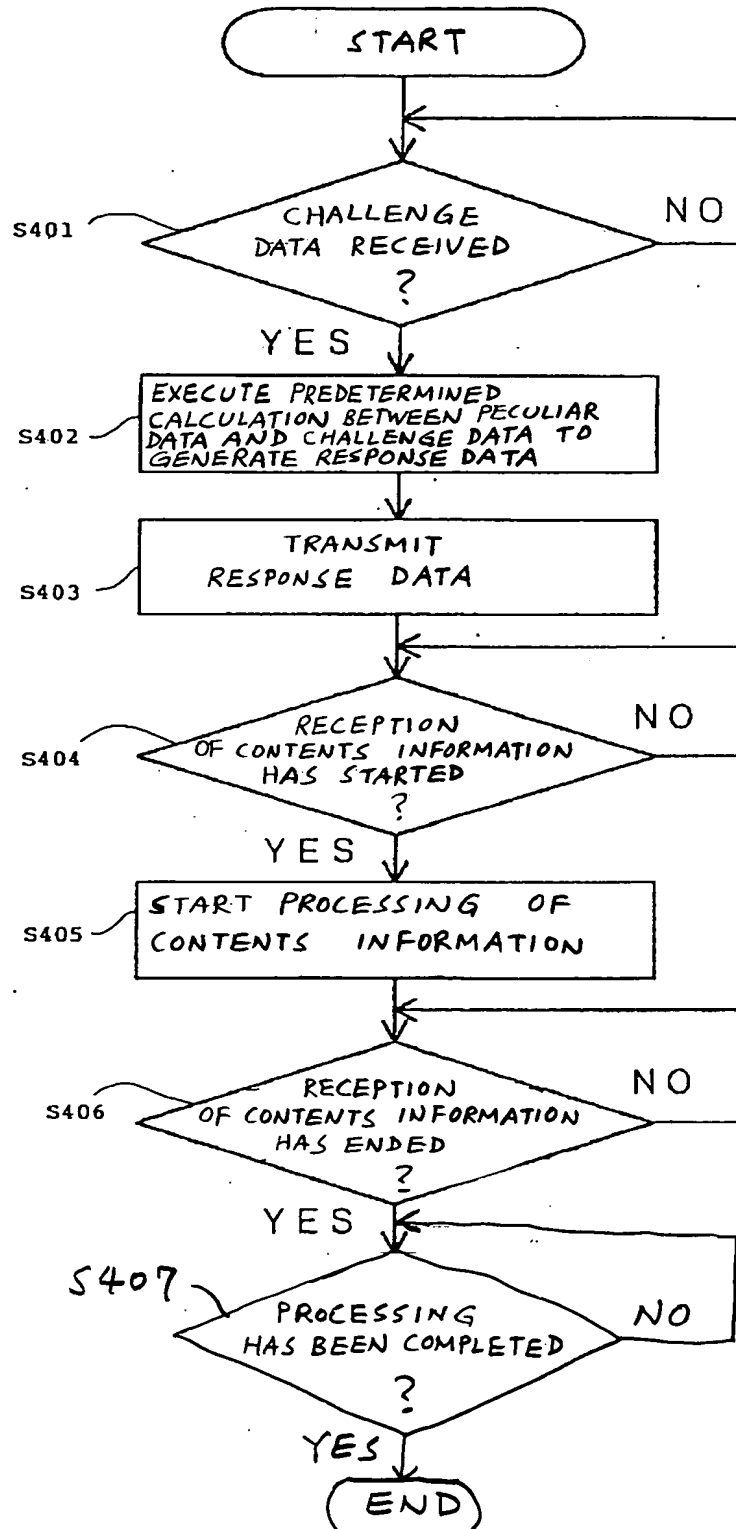 START
S401
CHALLENGE
DATA RECEIVED
?
NO
YES
S402
EXECUTE PREDETERMINED
CALCULATION BETWEEN PECULIAR
DATA AND CHALLENGE DATA TO
GENERATE RESPONSE DATA
S403
TRANSMIT
RESPONSE DATA
S404
RECEPTION
OF CONTENTS INFORMATION
HAS STARTED
?
NO
YES
S405
START PROCESSING OF
CONTENTS INFORMATION
S406
RECEPTION
OF CONTENTS INFORMATION
HAS ENDED
?
NO
YES
S407
PROCESSING
HAS BEEN COMPLETED
?
NO
YES
END